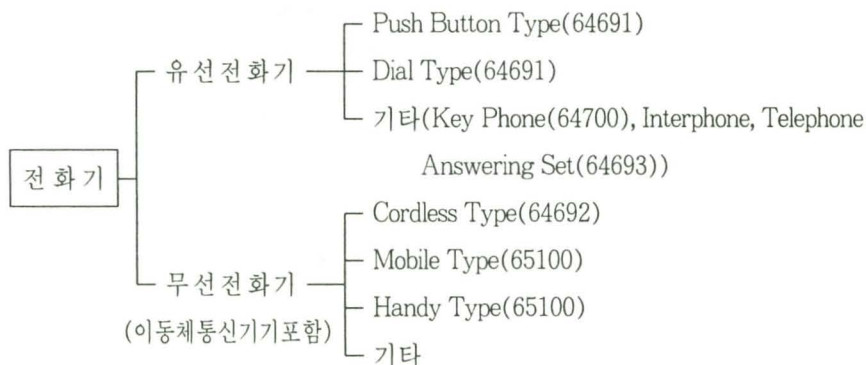 Push Button Type(64691)
유선전화기
Dial Type(64691)
기타(Key Phone(64700), Interphone, Telephone
Answering Set(64693))
전화기
Cordless Type(64692)
Mobile Type(65100)
무선전화기
Handy Type(65100)
(이동체통신기기포함)
기타